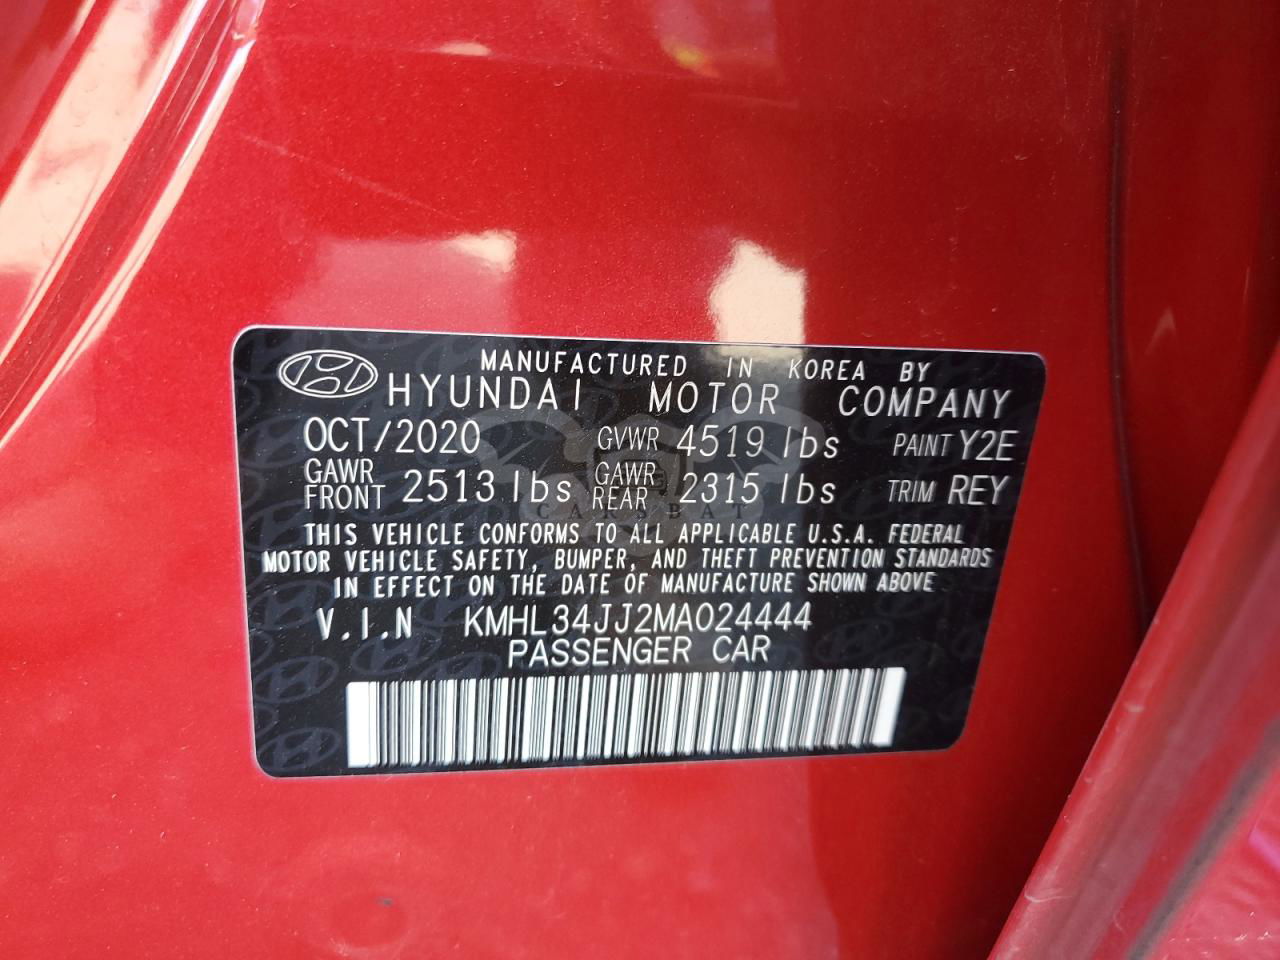 MANUFACTURED IN KOREA BY
HYUNDAI MOTOR COMPANY
OCT/2020 GVWR 4519 lbs PAINT Y2E
GAWR FRONT 2513 lbs GAWR REAR 2315 lbs TRIM REY
CARSBAT
THIS VEHICLE CONFORMS TO ALL APPLICABLE U.S.A. FEDERAL
MOTOR VEHICLE SAFETY, BUMPER, AND THEFT PREVENTION STANDARDS
IN EFFECT ON THE DATE OF MANUFACTURE SHOWN ABOVE
V.I.N KMHL34JJ2MA024444
PASSENGER CAR